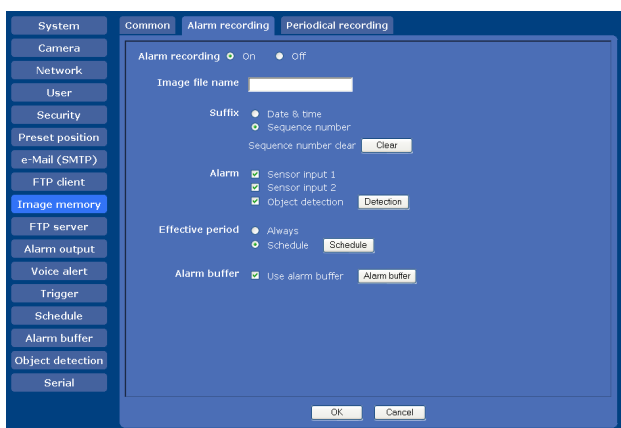 System
Camera
Network
User
Security
Preset position
e-Mail (SMTP)
FTP client
Image memory
FTP server
Alarm output
Voice alert
Trigger
Schedule
Alarm buffer
Object detection
Serial
Common Alarm recording Periodical recording
Alarm recording On Off
Image file name
Suffix Date & time
Sequence number
Sequence number clear Clear
Alarm Sensor input 1
Sensor input 2
Object detection Detection
Effective period Always
Schedule Schedule
Alarm buffer Use alarm buffer Alarm buffer
OK Cancel